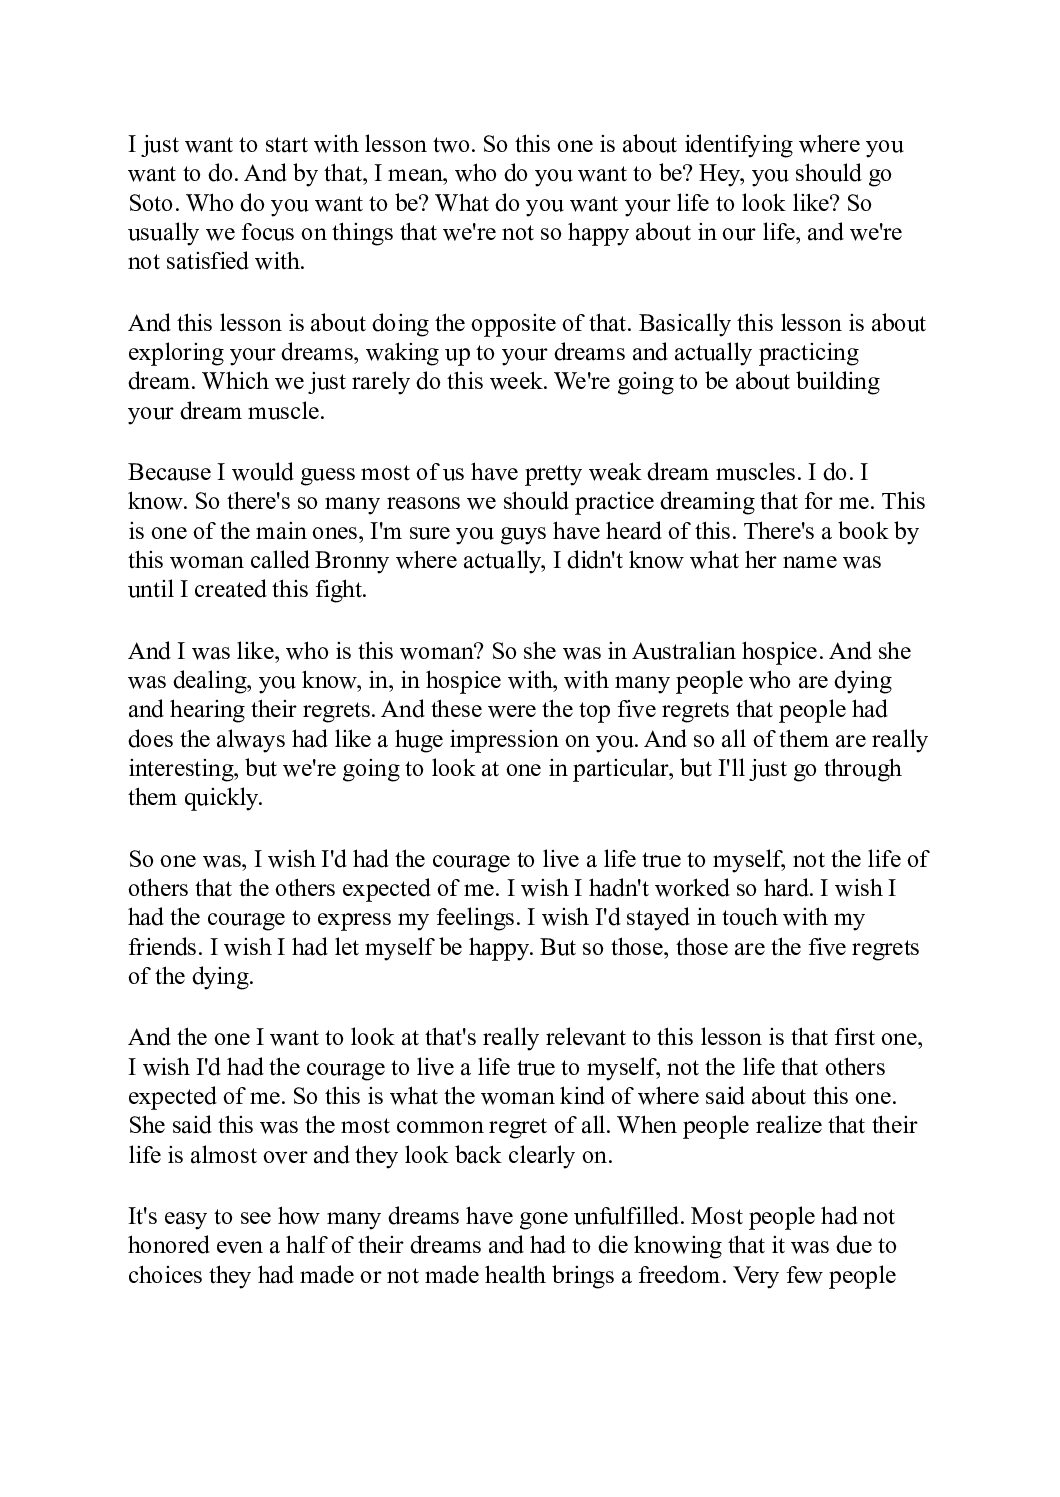 I just want to start with lesson two. So this one is about identifying where you
want to do. And by that, I mean, who do you want to be? Hey, you should go
Soto. Who do you want to be? What do you want your life to look like? So
usually we focus on things that we're not so happy about in our life, and we're
not satisfied with.
And this lesson is about doing the opposite of that. Basically this lesson is about
exploring your dreams, waking up to your dreams and actually practicing
dream. Which we just rarely do this week. We're going to be about building
your dream muscle.
Because I would guess most of us have pretty weak dream muscles. I do. I
know. So there's so many reasons we should practice dreaming that for me. This
is one of the main ones, I'm sure you guys have heard of this. There's a book by
this woman called Bronny where actually, I didn't know what her name was
until I created this fight.
And I was like, who is this woman? So she was in Australian hospice. And she
was dealing, you know, in, in hospice with, with many people who are dying
and hearing their regrets. And these were the top five regrets that people had
does the always had like a huge impression on you. And so all of them are really
interesting, but we're going to look at one in particular, but I'll just go through
them quickly.
So one was, I wish I'd had the courage to live a life true to myself, not the life of
others that the others expected of me. I wish I hadn't worked so hard. I wish I
had the courage to express my feelings. I wish I'd stayed in touch with my
friends. I wish I had let myself be happy. But so those, those are the five regrets
of the dying.
And the one I want to look at that's really relevant to this lesson is that first one,
I wish I'd had the courage to live a life true to myself, not the life that others
expected of me. So this is what the woman kind of where said about this one.
She said this was the most common regret of all. When people realize that their
life is almost over and they look back clearly on.
It's easy to see how many dreams have gone unfulfilled. Most people had not
honored even a half of their dreams and had to die knowing that it was due to
choices they had made or not made health brings a freedom. Very few people